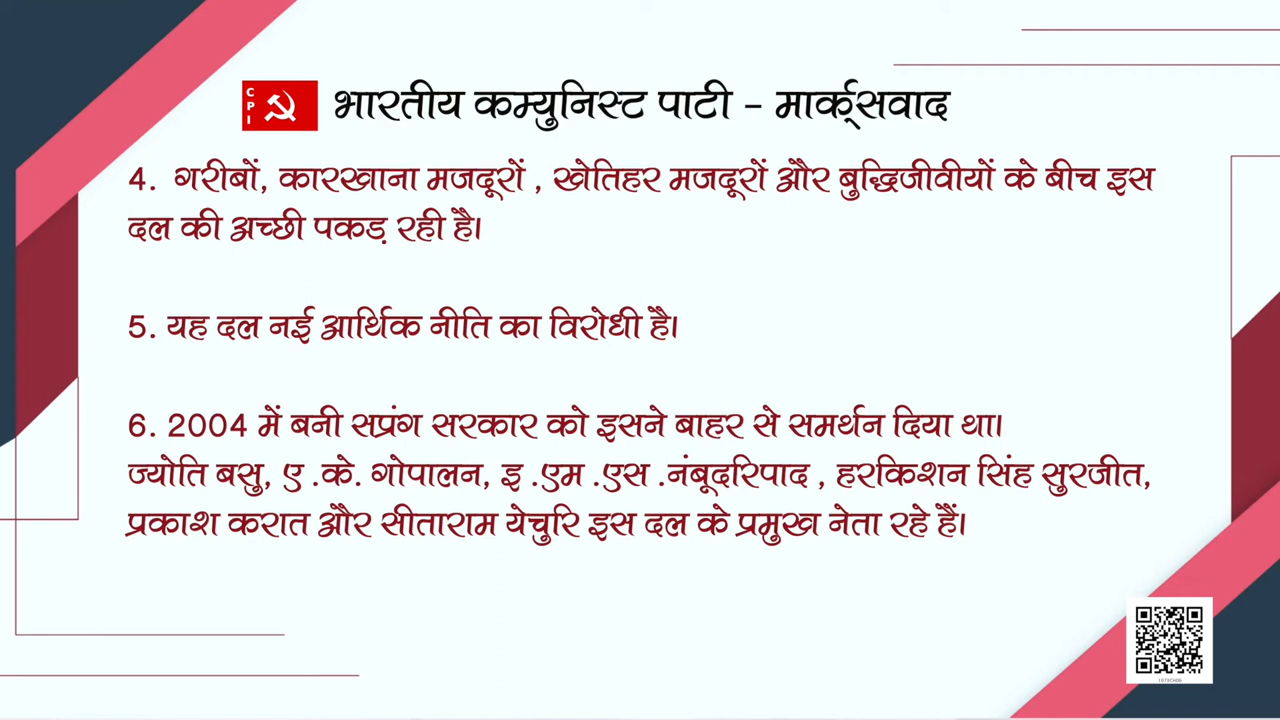 CPI
भारतीय कम्युनिस्ट पाटी - मार्क्सवाद
4. गरीबों, कारखाना मजदूरों , खेतिहर मजदूरों और बुद्धिजीवीयों के बीच इस
दल की अच्छी पकड़ रही है।
5. यह दल नई आर्थिक नीति का विरोधी है।
6. 2004 में बनी सप्रंग सरकार को इसने बाहर से समर्थन दिया था।
ज्योति बसु, ए .के. गोपालन, इ .एम .एस .नंबूदरिपाद , हरकिशन सिंह सुरजीत,
प्रकाश करात और सीताराम येचुरि इस दल के प्रमुख नेता रहे हैं।